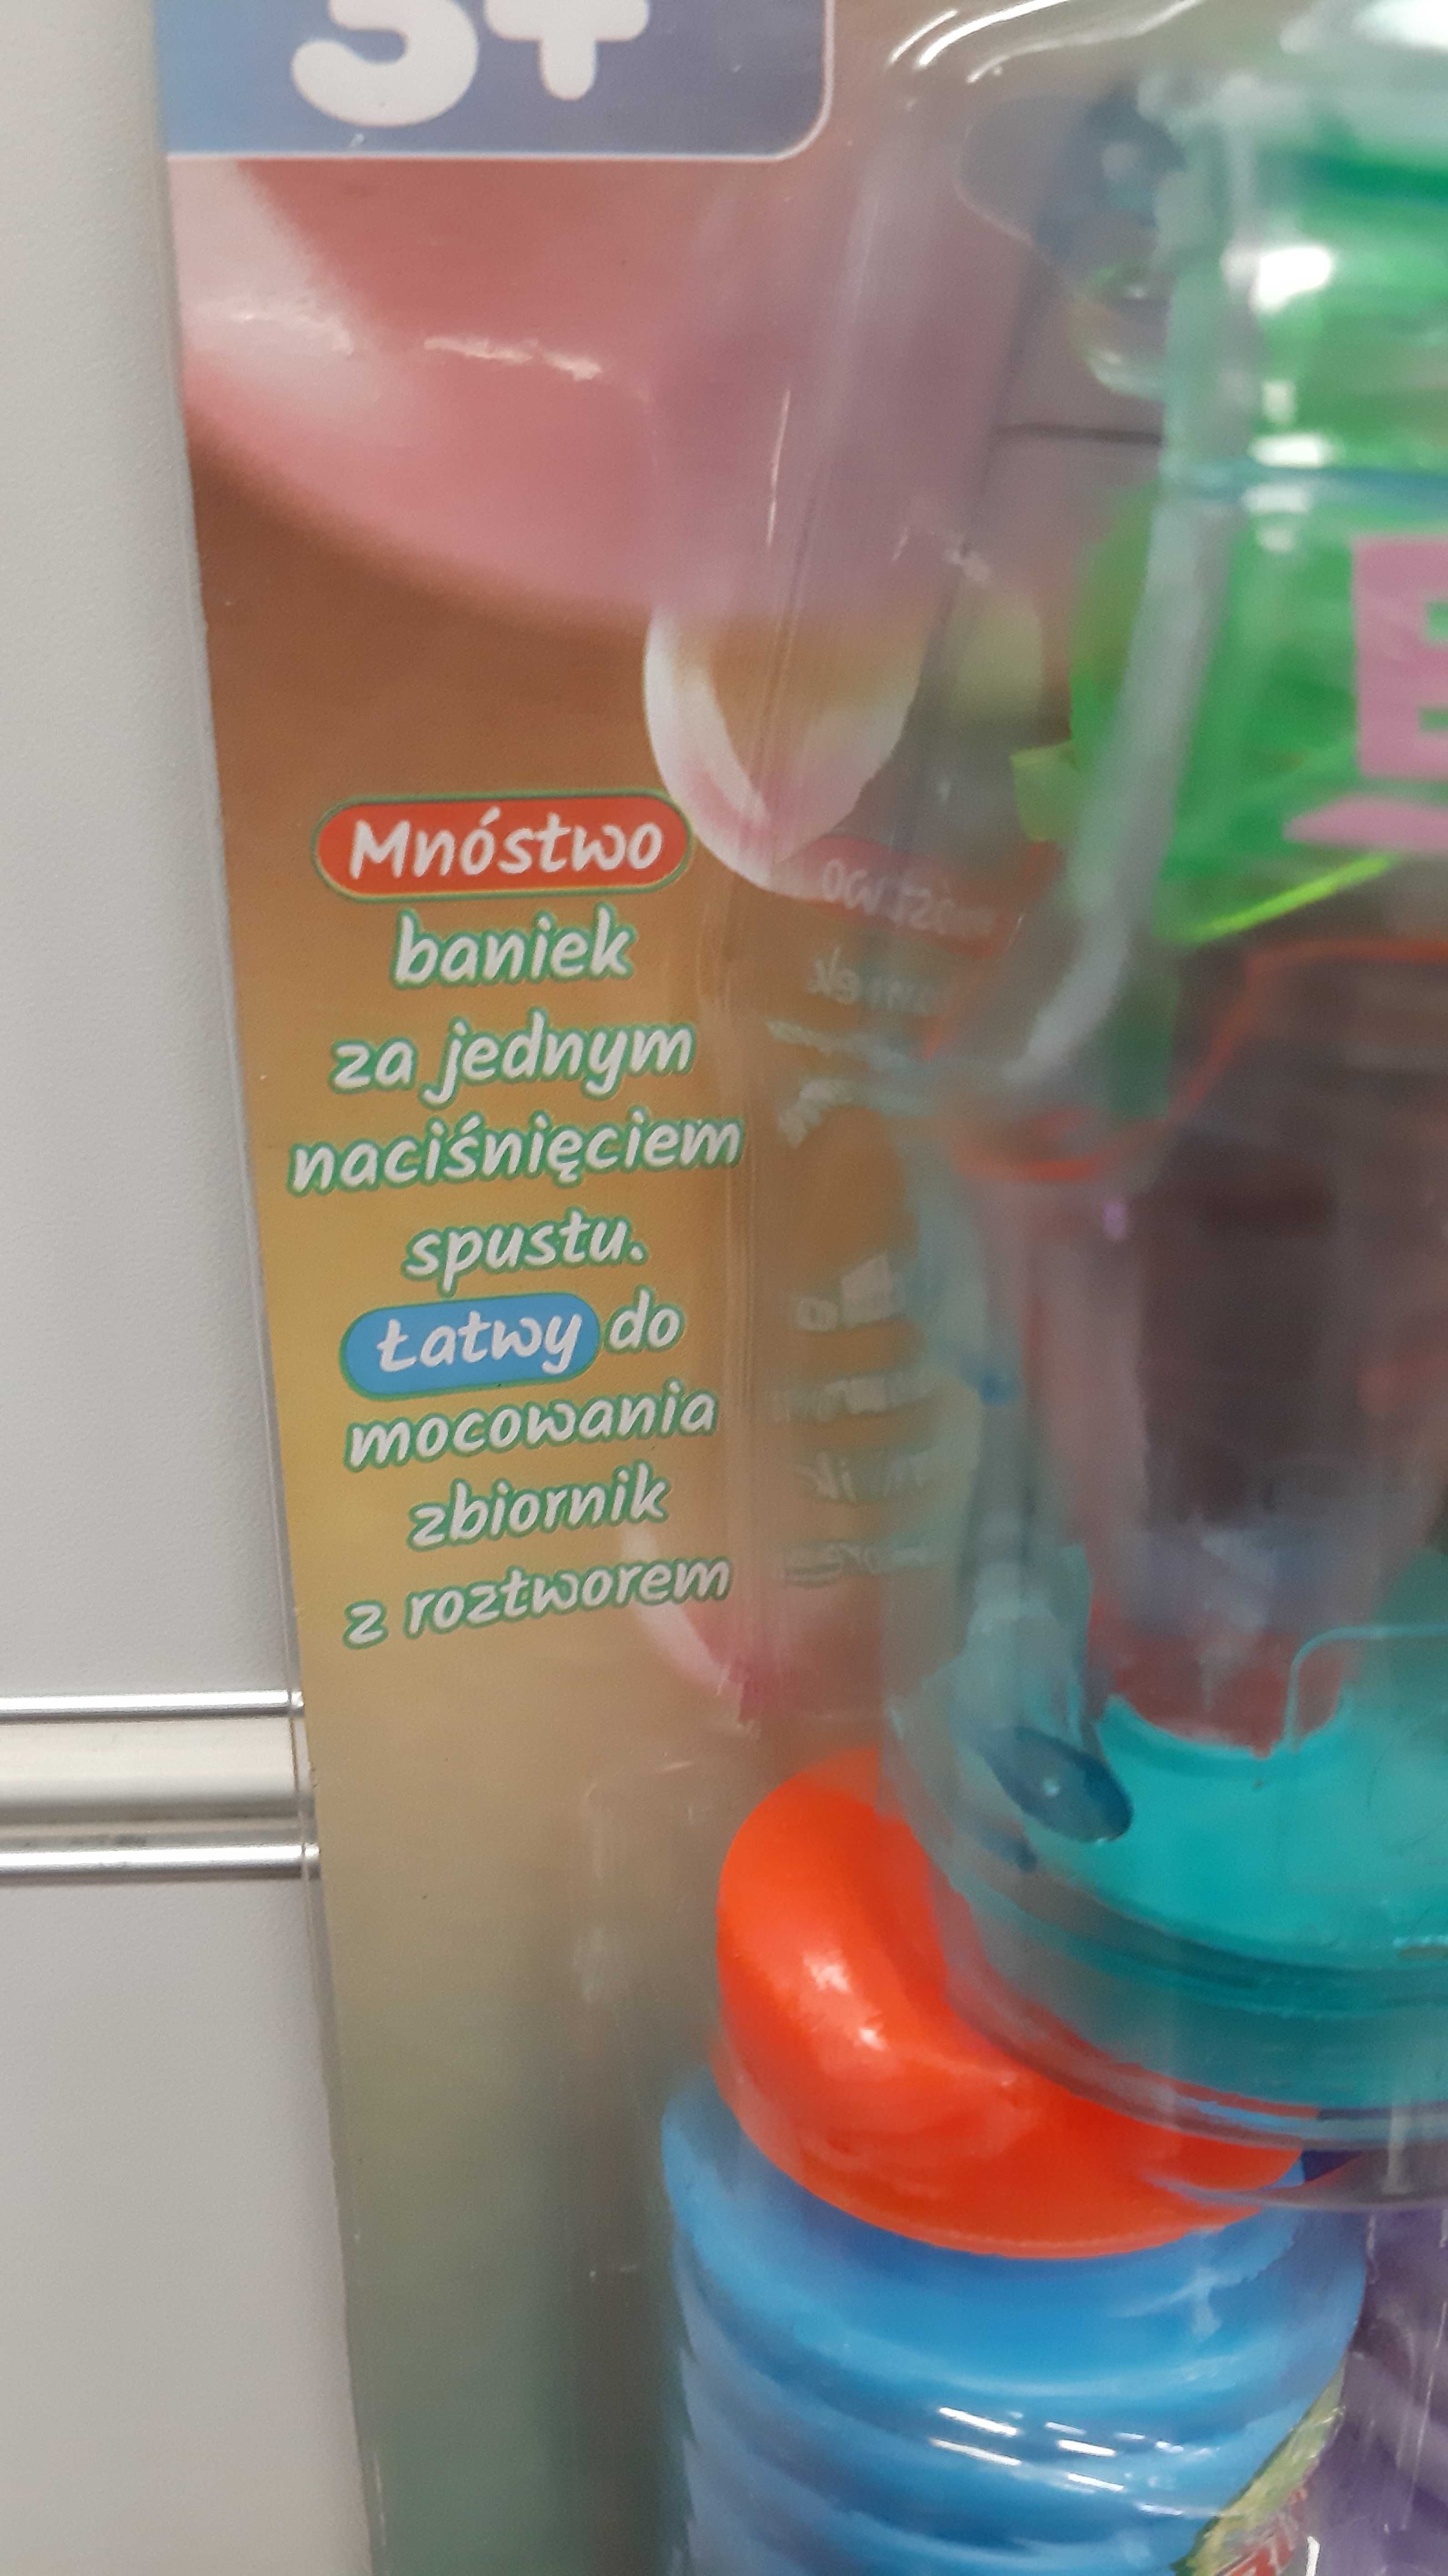 3+
Mnóstwo
baniek
za jednym
naciśnięciem
spustu.
Łatwy do
mocowania
zbiornik
z roztworem